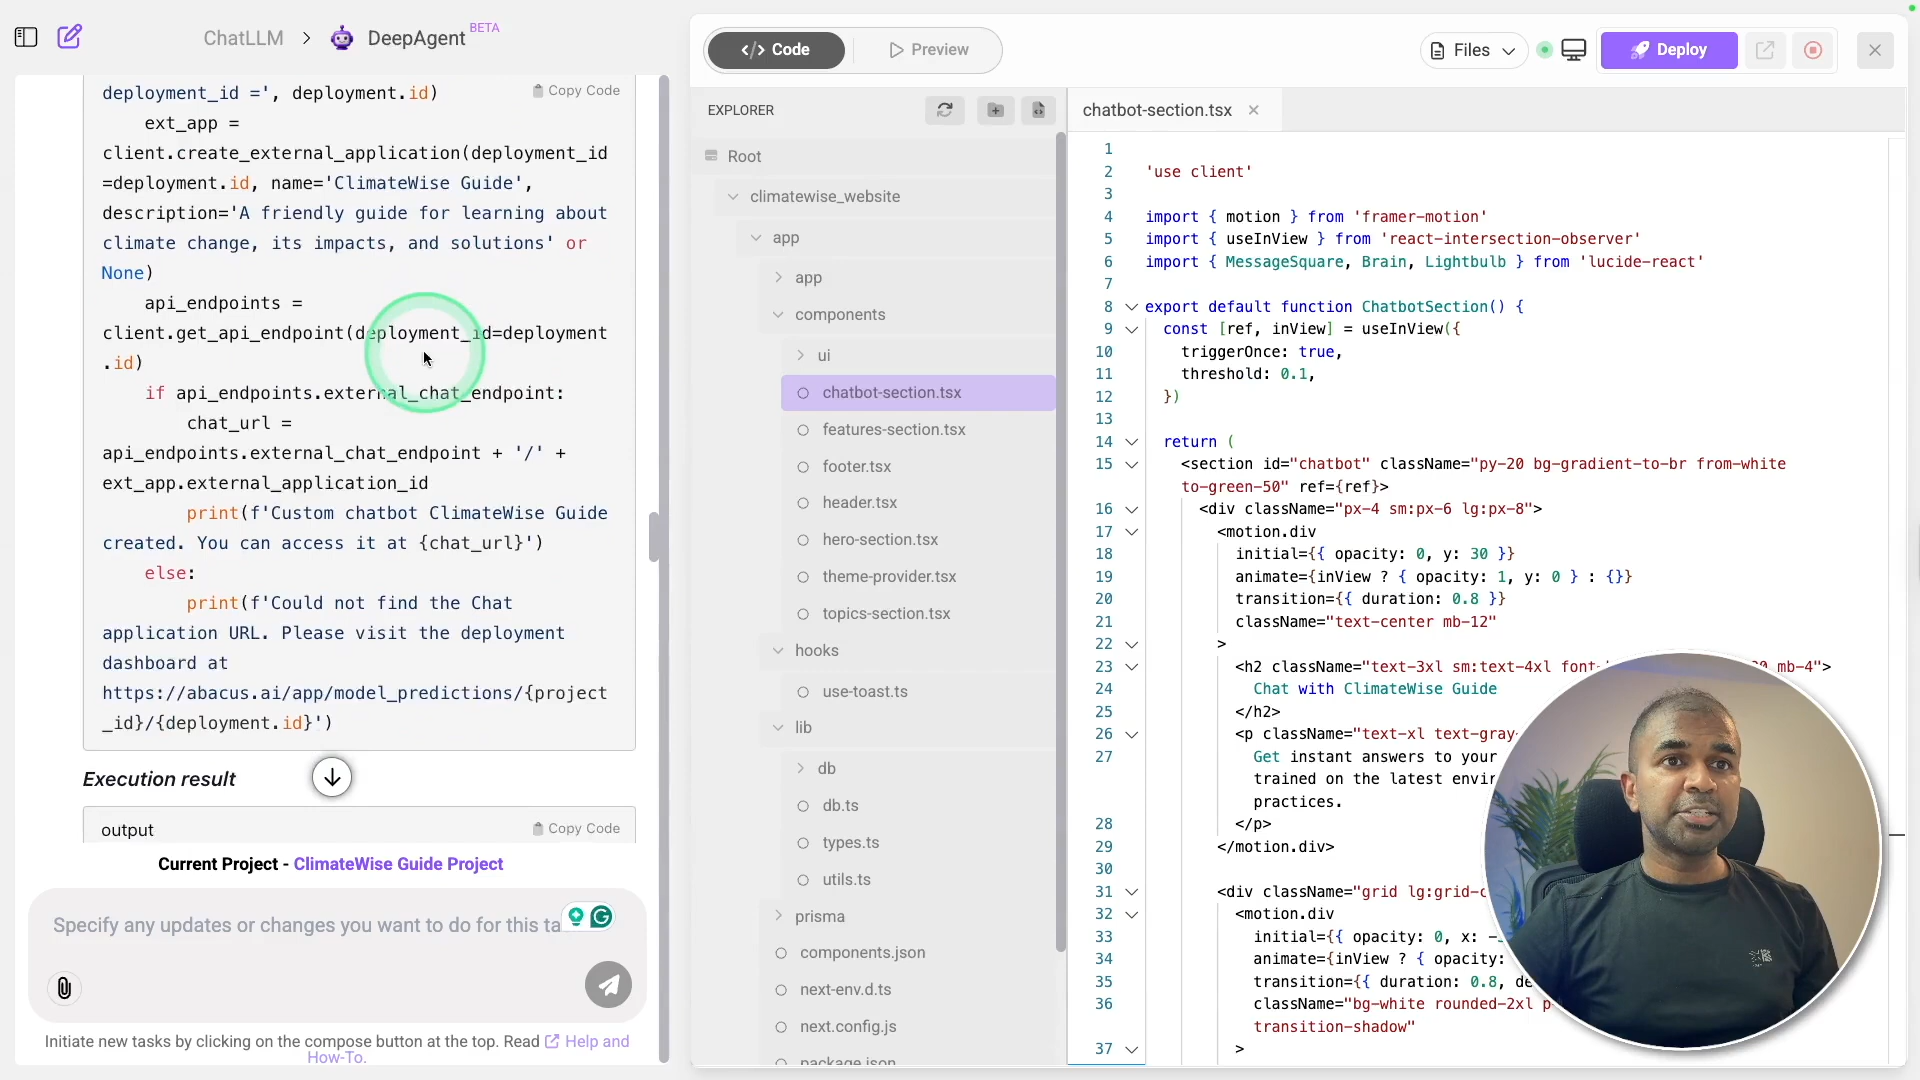 ChatLLM
DeepAgent BETA
deployment_id =', deployment.id)
Copy Code
ext_app =
client.create_external_application(deployment_id
=deployment.id, name='ClimateWise Guide',
description='A friendly guide for learning about
climate change, its impacts, and solutions' or
None)
api_endpoints =
client.get_api_endpoint(deployment_id=deployment
.id)
if api_endpoints.external_chat_endpoint:
chat_url =
api_endpoints.external_chat_endpoint + '/' +
ext_app.external_application_id
print(f'Custom chatbot ClimateWise Guide
created. You can access it at {chat_url}')
else:
print(f'Could not find the Chat
application URL. Please visit the deployment
dashboard at
https://abacus.ai/app/model_predictions/{project
_id}/{deployment.id}')
Execution result
output
Copy Code
Current Project - ClimateWise Guide Project
Specify any updates or changes you want to do for this ta
Initiate new tasks by clicking on the compose button at the top. Read Help and
How-To.
</> Code
Preview
Files
Deploy
EXPLORER
Root
climatewise_website
app
app
components
ui
chatbot-section.tsx
features-section.tsx
footer.tsx
header.tsx
hero-section.tsx
theme-provider.tsx
topics-section.tsx
hooks
use-toast.ts
lib
db
db.ts
types.ts
utils.ts
prisma
components.json
next-env.d.ts
next.config.js
package.json
chatbot-section.tsx
1
2 'use client'
3
4 import { motion } from 'framer-motion'
5 import { useInView } from 'react-intersection-observer'
6 import { MessageSquare, Brain, Lightbulb } from 'lucide-react'
7
8 export default function ChatbotSection() {
9 const [ref, inView] = useInView({
10 triggerOnce: true,
11 threshold: 0.1,
12 })
13
14 return (
15 <section id="chatbot" className="py-20 bg-gradient-to-br from-white
to-green-50" ref={ref}>
16 <div className="px-4 sm:px-6 lg:px-8">
17 <motion.div
18 initial={{ opacity: 0, y: 30 }}
19 animate={inView ? { opacity: 1, y: 0 } : {}}
20 transition={{ duration: 0.8 }}
21 className="text-center mb-12"
22 >
23 <h2 className="text-3xl sm:text-4xl mb-4">
24 Chat with ClimateWise Guide
25 </h2>
26 <p className="text-xl text-gray-
27 Get instant answers to your
trained on the latest
practices.
28 </p>
29 </motion.div>
30
31 <div className="grid
32 <motion.div
33 initial={{ opacity: 0, x:
34 animate={inView ? { opacity:
35 transition={{ duration: 0.8,
36 className="bg-white rounded-2xl
transition-shadow"
37 >